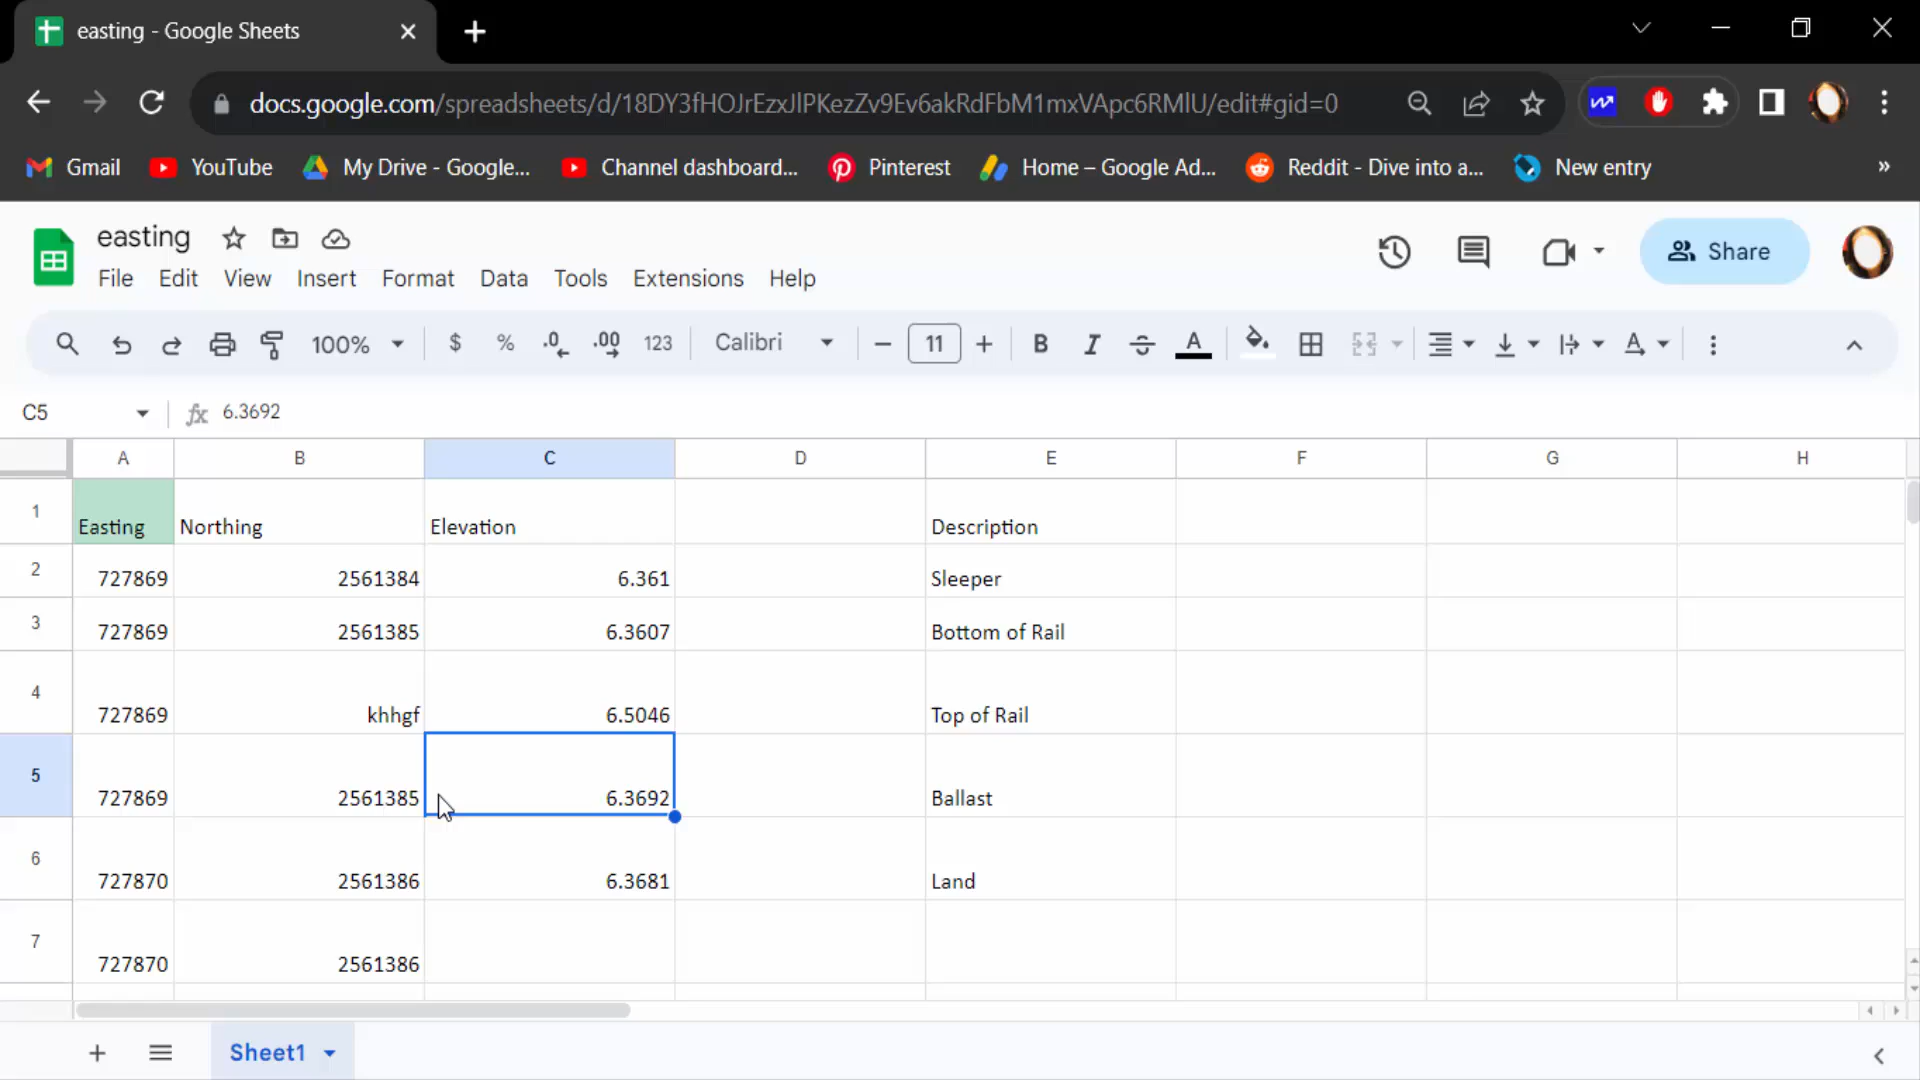 easting - Google Sheets
docs.google.com/spreadsheets/d/18DY3fHOJrEzxJlPKezZv9Ev6akRdFbM1mxVApc6RMlU/edit#gid=0
Gmail YouTube My Drive - Google... Channel dashboard... Pinterest Home – Google Ad... Reddit - Dive into a... New entry »
easting
File Edit View Insert Format Data Tools Extensions Help
Share
100% $ % .0 .00 123 Calibri 11 B I S A A
C5 fx 6.3692
A B C D E F G H
1 Easting Northing Elevation Description
2 727869 2561384 6.361 Sleeper
3 727869 2561385 6.3607 Bottom of Rail
4 727869 khhgf 6.5046 Top of Rail
5 727869 2561385 6.3692 Ballast
6 727870 2561386 6.3681 Land
7 727870 2561386
Sheet1